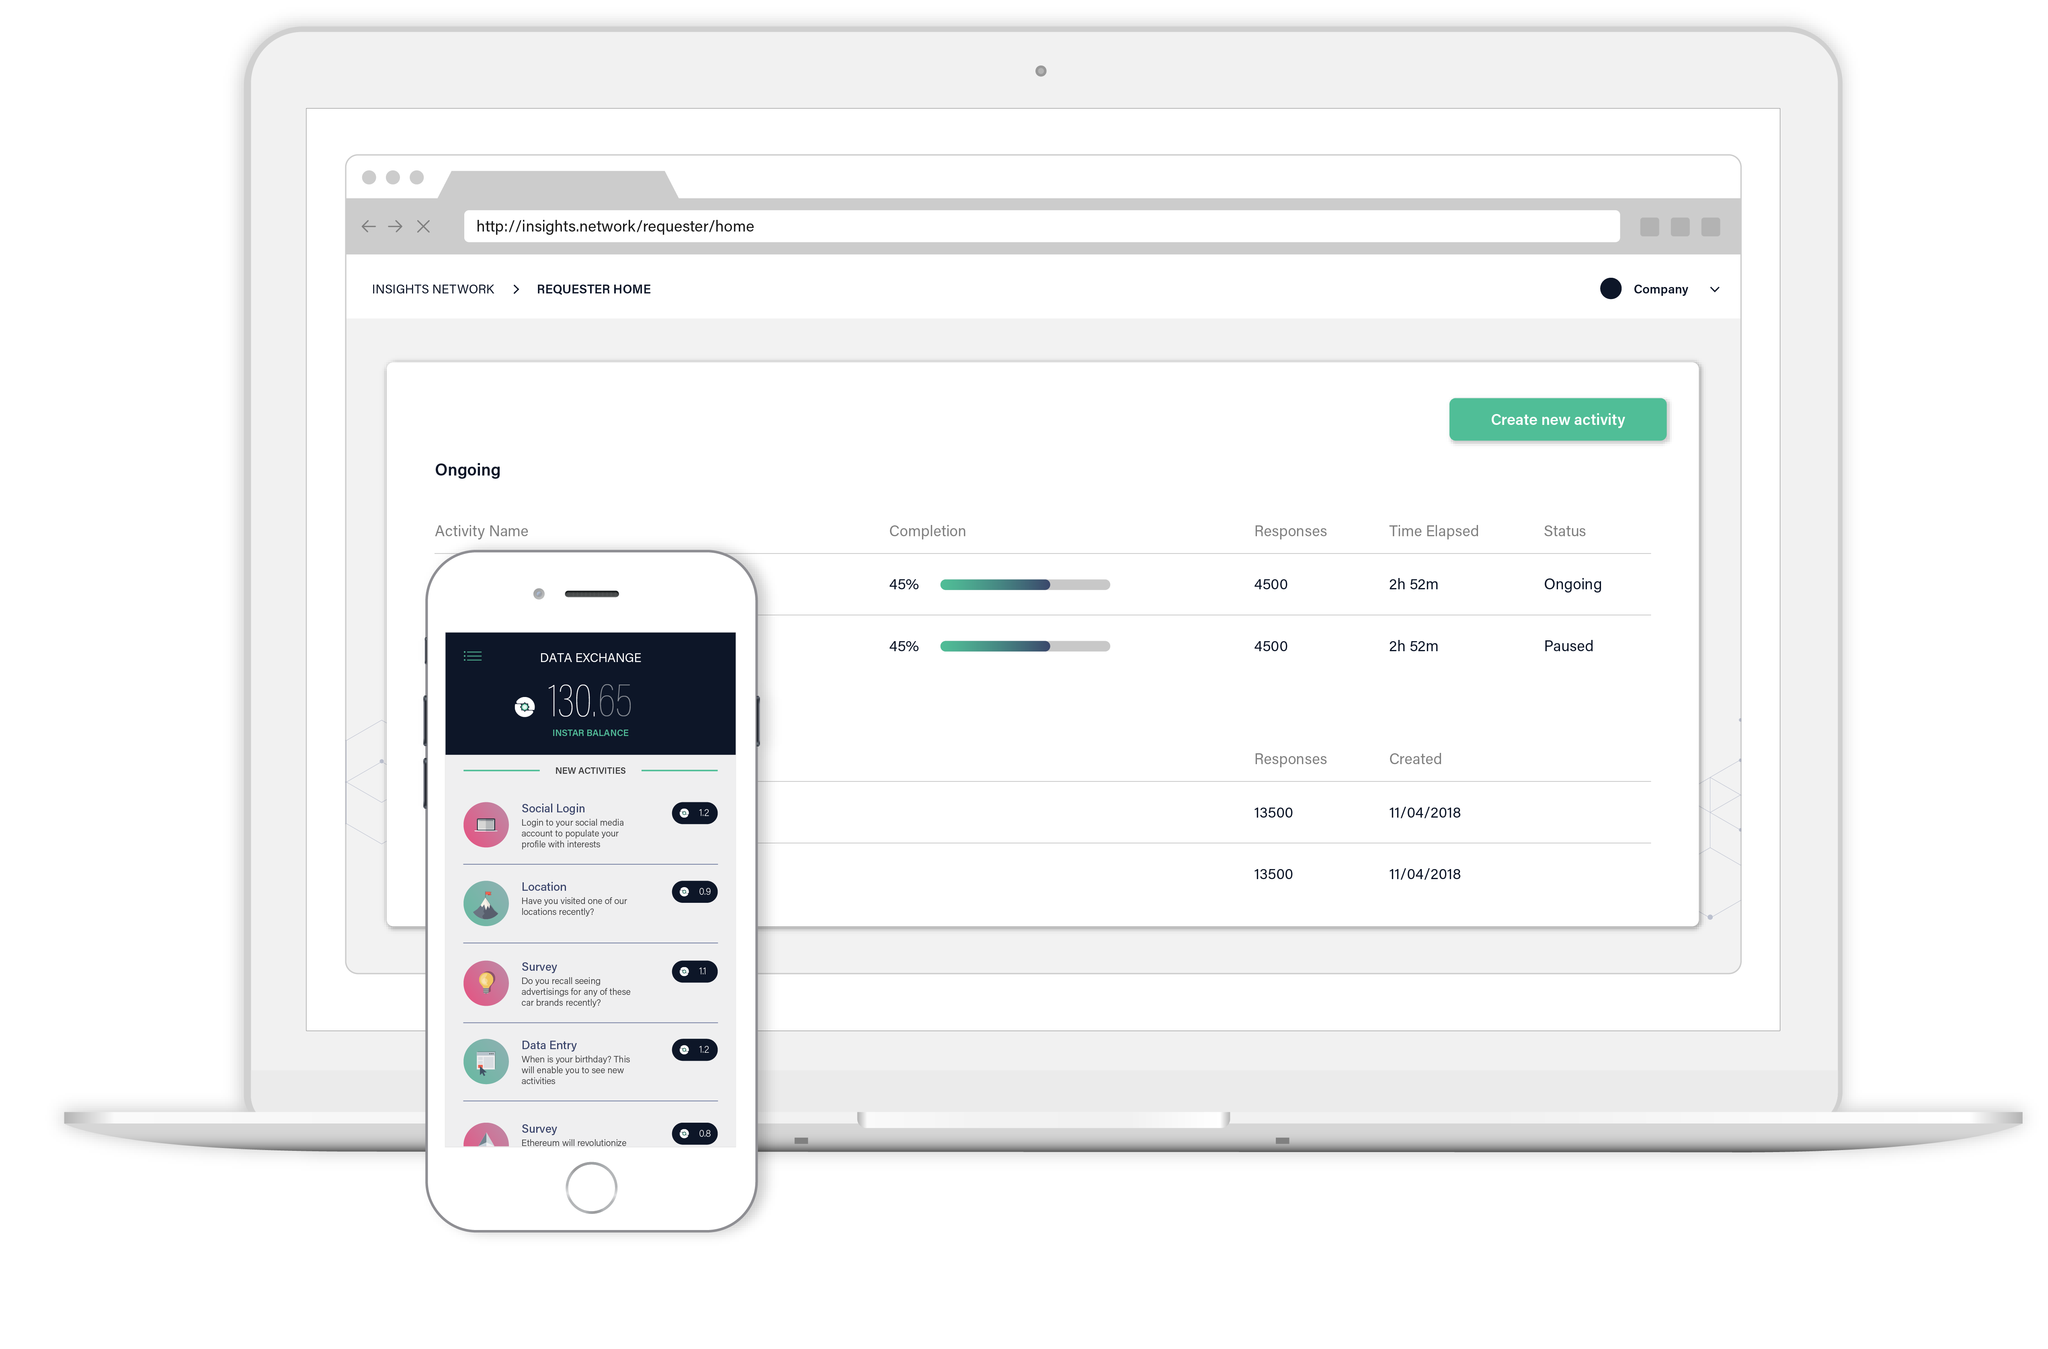 http://insights.network/requester/home
INSIGHTS NETWORK > REQUESTER HOME
Company
Create new activity
Ongoing
Activity Name Completion Responses Time Elapsed Status
45% 4500 2h 52m Ongoing
45% 4500 2h 52m Paused
Responses Created
13500 11/04/2018
13500 11/04/2018
DATA EXCHANGE
130.65
INSTAR BALANCE
NEW ACTIVITIES
Social Login 1.2
Login to your social media
account to populate your
profile with interests
Location 0.9
Have you visited one of our
locations recently?
Survey 1.1
Do you recall seeing
advertisings for any of these
car brands recently?
Data Entry 1.2
When is your birthday? This
will enable you to see new
activities
Survey 0.8
Ethereum will revolutionize